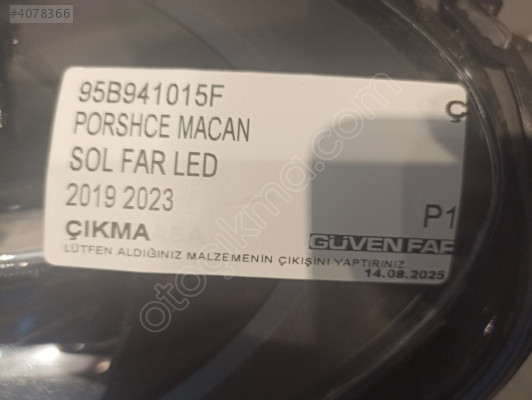 #4078366
95B941015F
Ç
PORSHCE MACAN
SOL FAR LED
2019 2023
P1
ÇIKMA
GÜVEN FAR
LÜTFEN ALDIĞINIZ MALZEMENİN ÇIKIŞINI YAPTIRINIZ
14.08.2025
otocikma.com